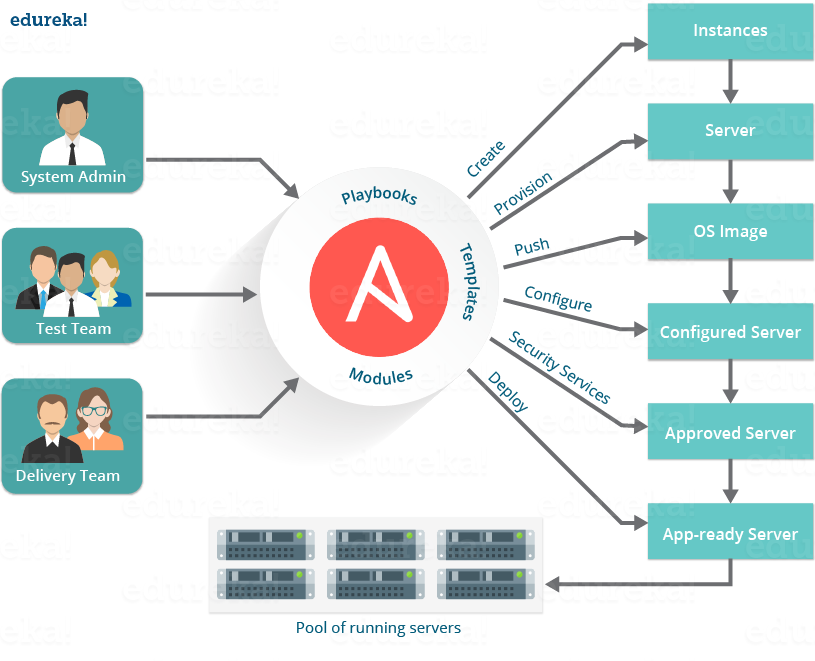 edureka!
System Admin
Test Team
Delivery Team
Playbooks
Templates
Modules
Create
Provision
Push
Configure
Security Services
Deploy
Instances
Server
OS Image
Configured Server
Approved Server
App-ready Server
Pool of running servers